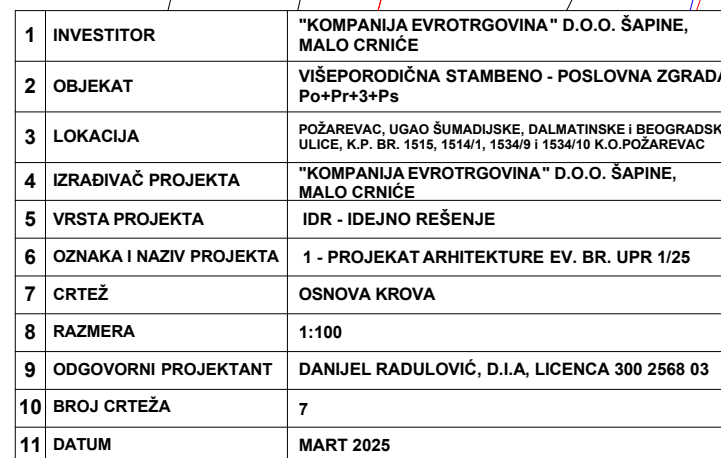 1 INVESTITOR "KOMPANIJA EVROTRGOVINA" D.O.O. ŠAPINE,
MALO CRNIĆE
2 OBJEKAT VIŠEPORODIČNA STAMBENO - POSLOVNA ZGRADA
Po+Pr+3+Ps
3 LOKACIJA POŽAREVAC, UGAO ŠUMADIJSKE, DALMATINSKE i BEOGRADSK
ULICE, K.P. BR. 1515, 1514/1, 1534/9 i 1534/10 K.O.POŽAREVAC
4 IZRAĐIVAČ PROJEKTA "KOMPANIJA EVROTRGOVINA" D.O.O. ŠAPINE,
MALO CRNIĆE
5 VRSTA PROJEKTA IDR - IDEJNO REŠENJE
6 OZNAKA I NAZIV PROJEKTA 1 - PROJEKAT ARHITEKTURE EV. BR. UPR 1/25
7 CRTEŽ OSNOVA KROVA
8 RAZMERA 1:100
9 ODGOVORNI PROJEKTANT DANIJEL RADULOVIĆ, D.I.A, LICENCA 300 2568 03
10 BROJ CRTEŽA 7
11 DATUM MART 2025